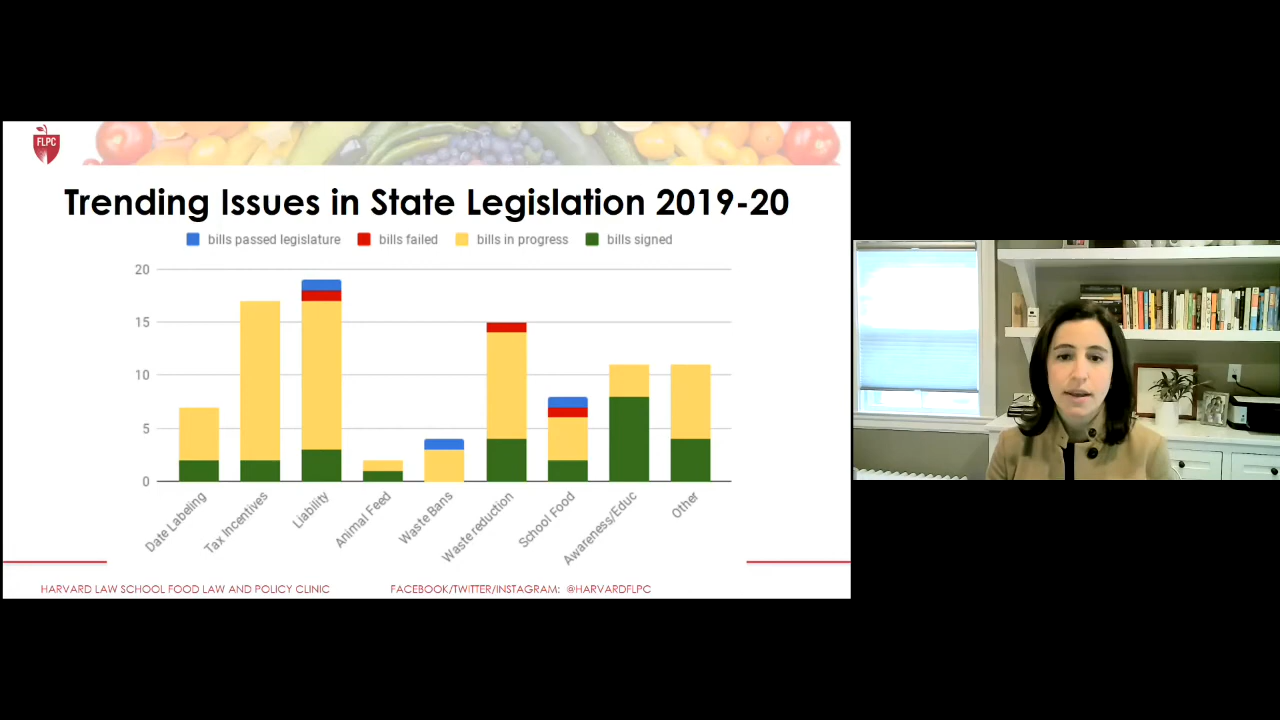 FLPC
Trending Issues in State Legislation 2019-20
bills passed legislature bills failed bills in progress bills signed
20
15
10
5
0
Date Labeling
Tax Incentives
Liability
Animal Feed
Waste Bans
Waste reduction
School Food
Awareness/Educ
Other
HARVARD LAW SCHOOL FOOD LAW AND POLICY CLINIC FACEBOOK/TWITTER/INSTAGRAM: @HARVARDFLPC